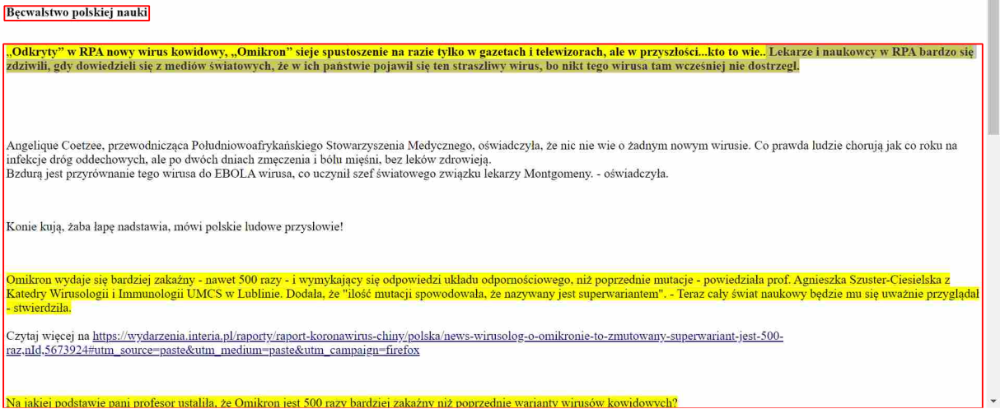 Bęcwalstwo polskiej nauki
„Odkryty” w RPA nowy wirus kowidowy, „Omikron” sieje spustoszenie na razie tylko w gazetach i telewizorach, ale w przyszłości...kto to wie.. Lekarze i naukowcy w RPA bardzo się
zdziwili, gdy dowiedzieli się z mediów światowych, że w ich państwie pojawił się ten straszliwy wirus, bo nikt tego wirusa tam wcześniej nie dostrzegł.
Angelique Coetzee, przewodnicząca Południowoafrykańskiego Stowarzyszenia Medycznego, oświadczyła, że nic nie wie o żadnym nowym wirusie. Co prawda ludzie chorują jak co roku na
infekcje dróg oddechowych, ale po dwóch dniach zmęczenia i bólu mięśni, bez leków zdrowieją.
Bzdurą jest przyrównanie tego wirusa do EBOLA wirusa, co uczynił szef światowego związku lekarzy Montgomeny. - oświadczyła.
Konie kują, żaba łapę nadstawia, mówi polskie ludowe przysłowie!
Omikron wydaje się bardziej zakaźny - nawet 500 razy - i wymykający się odpowiedzi układu odpornościowego, niż poprzednie mutacje - powiedziała prof. Agnieszka Szuster-Ciesielska z
Katedry Wirusologii i Immunologii UMCS w Lublinie. Dodała, że "ilość mutacji spowodowała, że nazywany jest superwariantem". - Teraz cały świat naukowy będzie mu się uważnie przyglądał
- stwierdziła.
Czytaj więcej na https://wydarzenia.interia.pl/raporty/raport-koronawirus-chiny/polska/news-wirusolog-o-omikronie-to-zmutowany-superwariant-jest-500-
raz,nId,5673924#utm_source=paste&utm_medium=paste&utm_campaign=firefox
Na jakiej podstawie pani profesor ustaliła, że Omikron jest 500 razy bardziej zakaźny niż poprzednie warianty wirusów kowidowych?